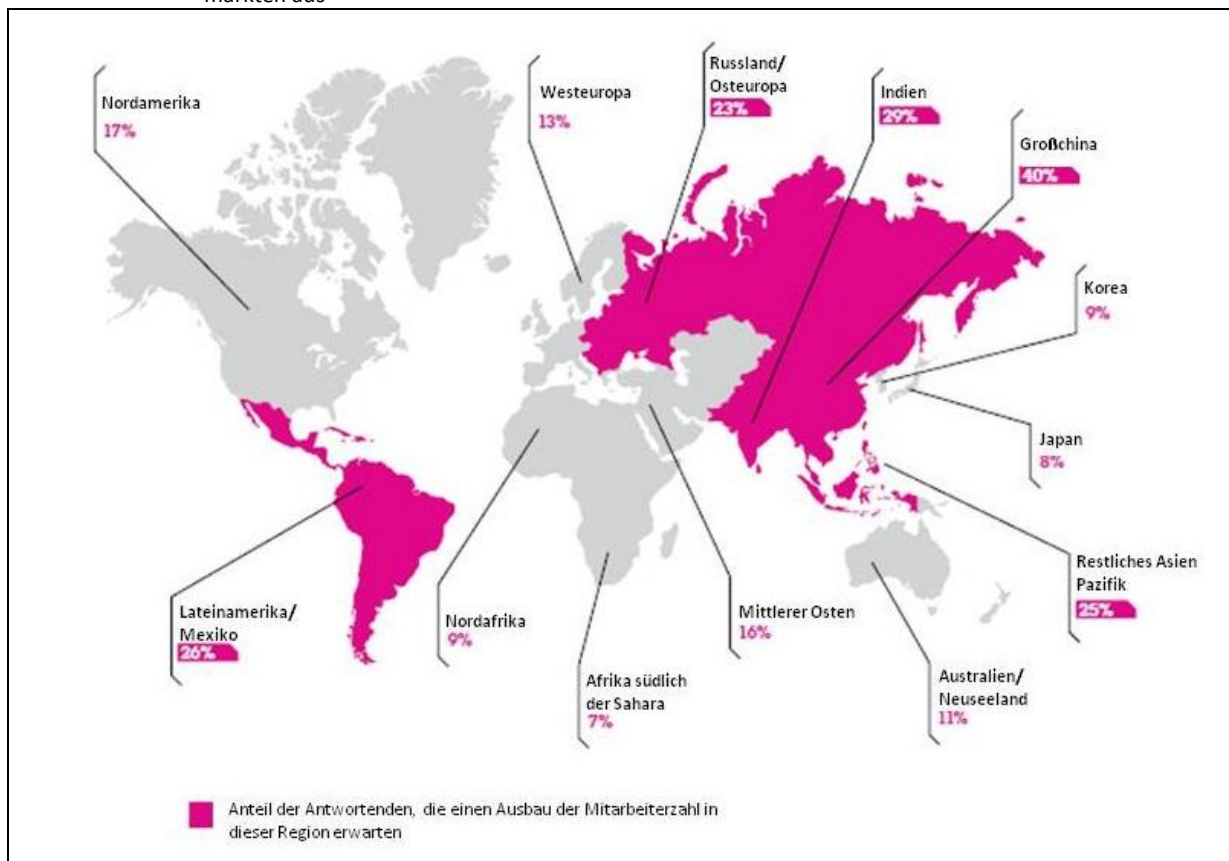 märkten aus
Nordamerika
17%
Westeuropa
13%
Russland/
Osteuropa
23%
Indien
29%
Großchina
40%
Korea
9%
Japan
8%
Restliches Asien
Pazifik
25%
Lateinamerika/
Mexiko
26%
Nordafrika
9%
Afrika südlich
der Sahara
7%
Mittlerer Osten
16%
Australien/
Neuseeland
11%
Anteil der Antwortenden, die einen Ausbau der Mitarbeiterzahl in
dieser Region erwarten